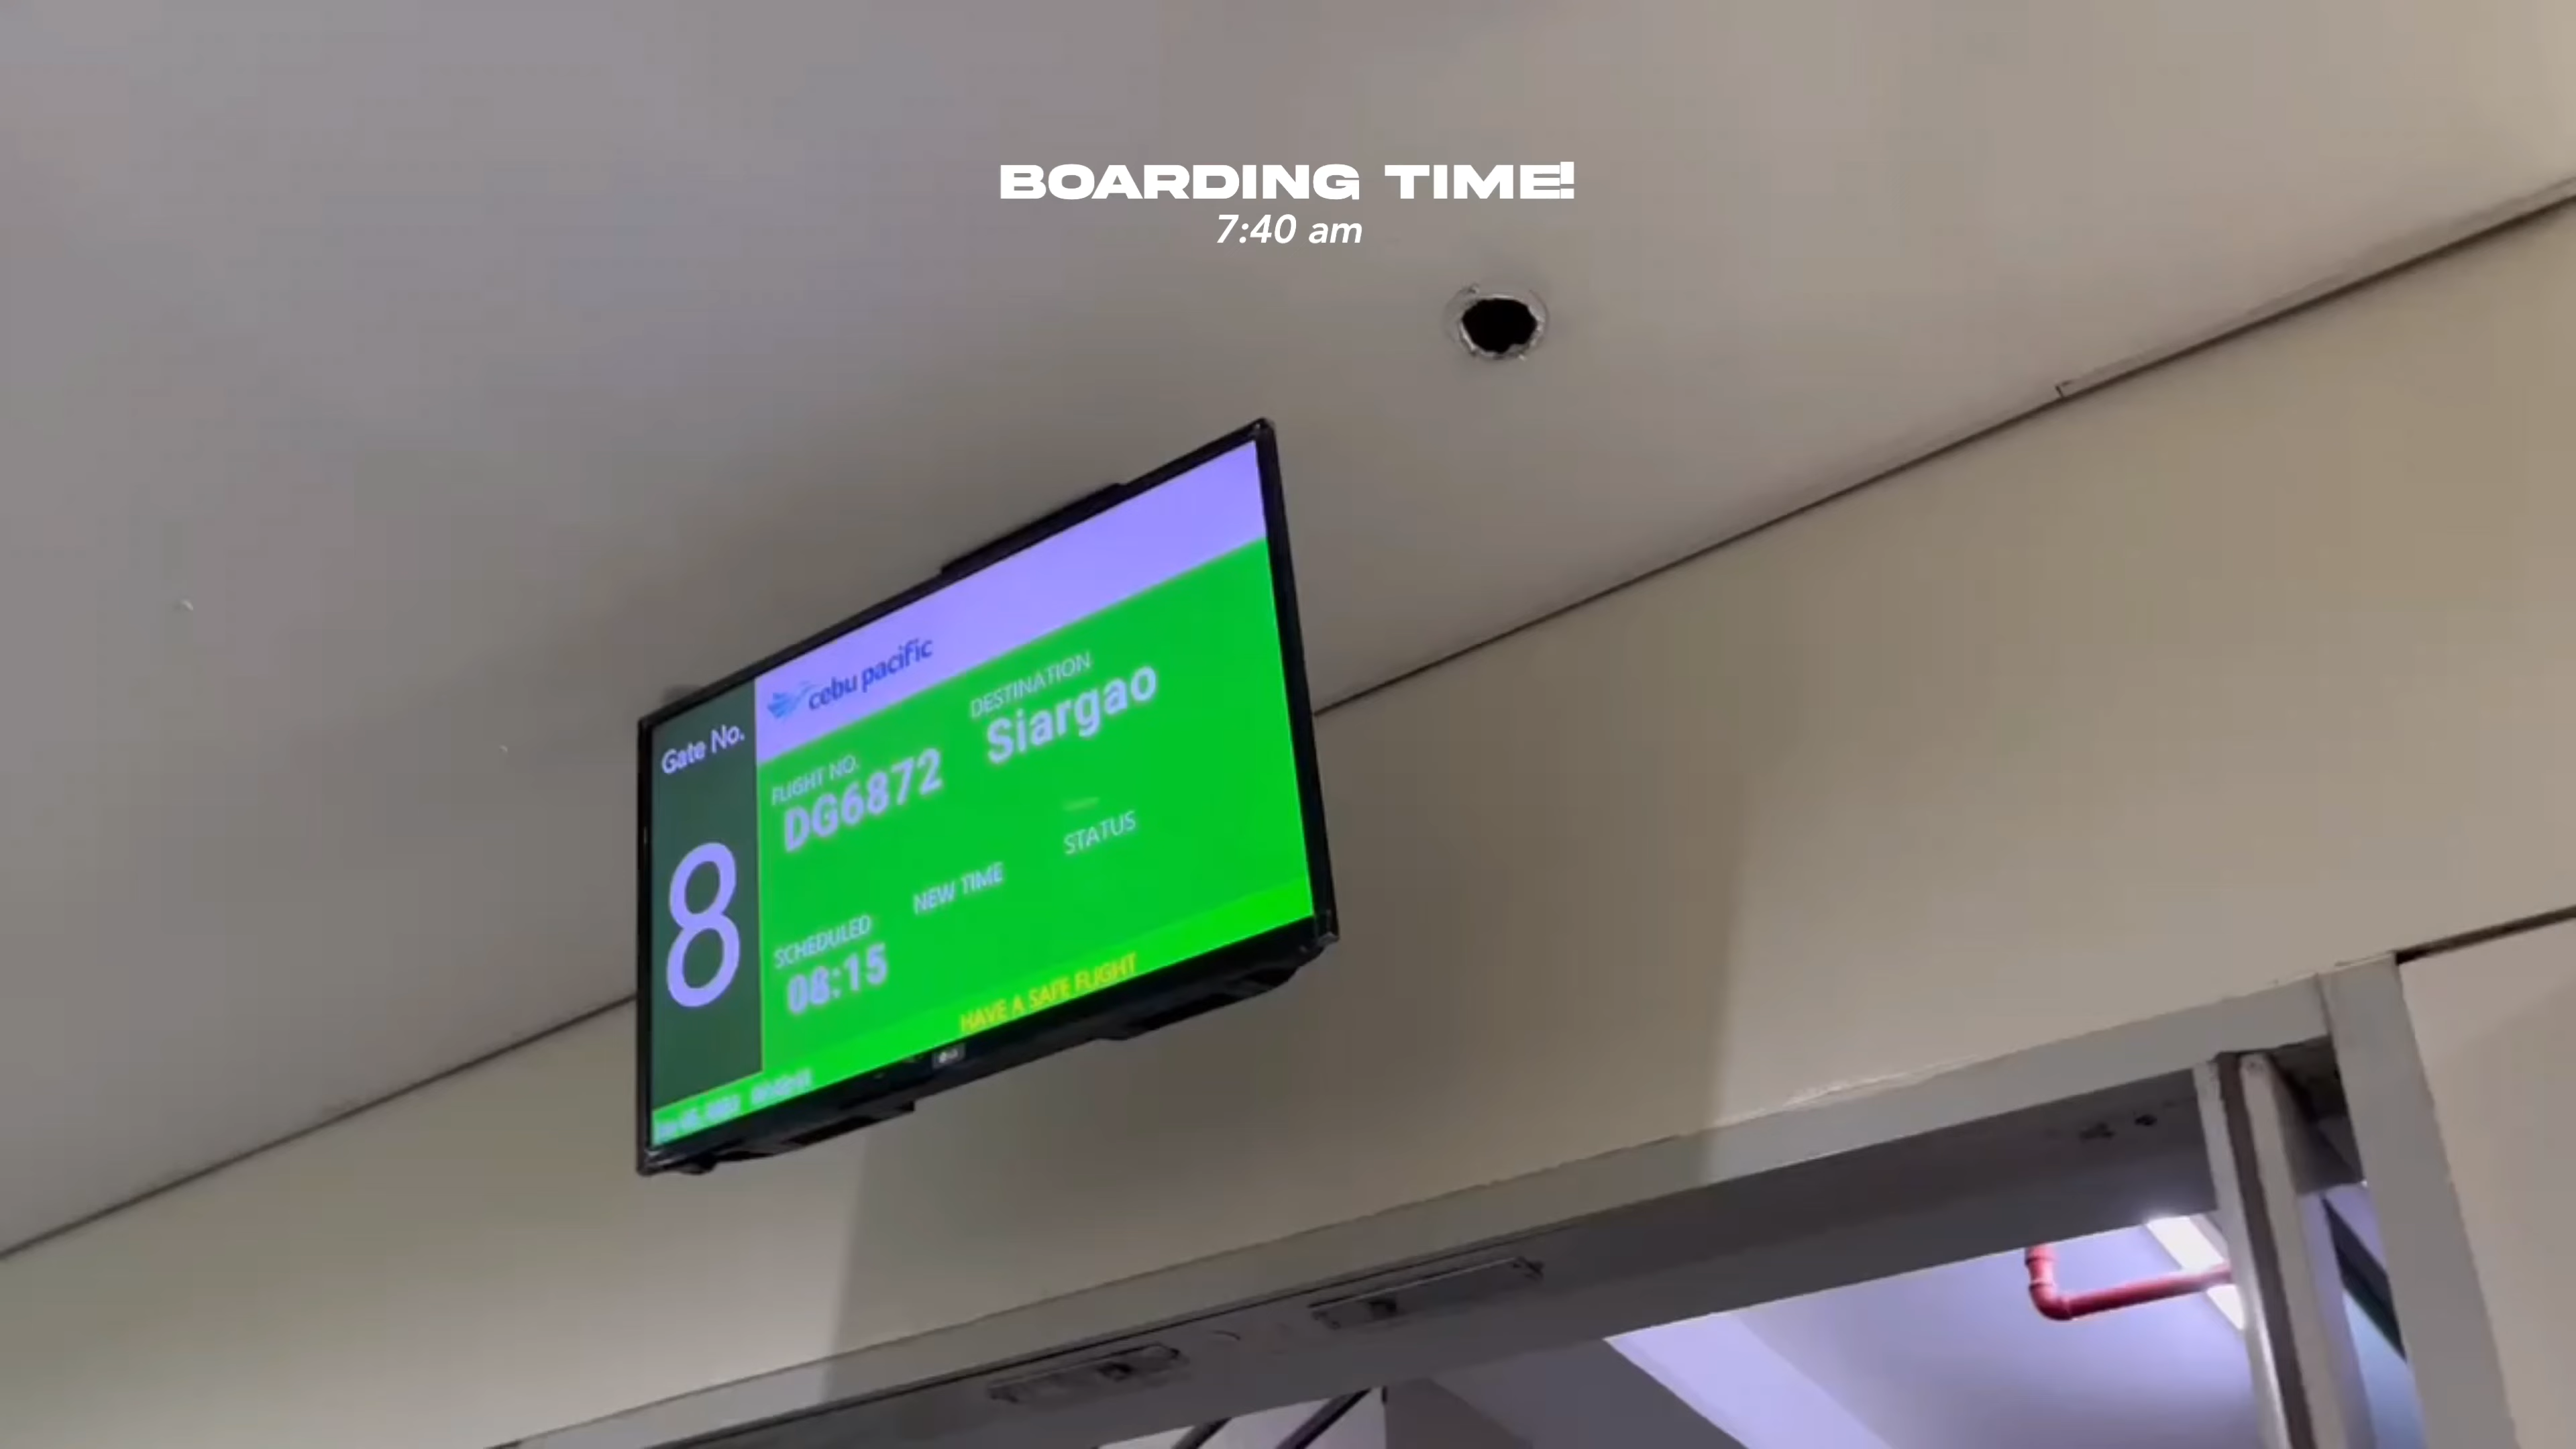 BOARDING TIME!
7:40 am
Gate No.
8
cebu pacific
FLIGHT NO.
DG6872
DESTINATION
Siargao
SCHEDULED
08:15
NEW TIME
STATUS
HAVE A SAFE FLIGHT
LG